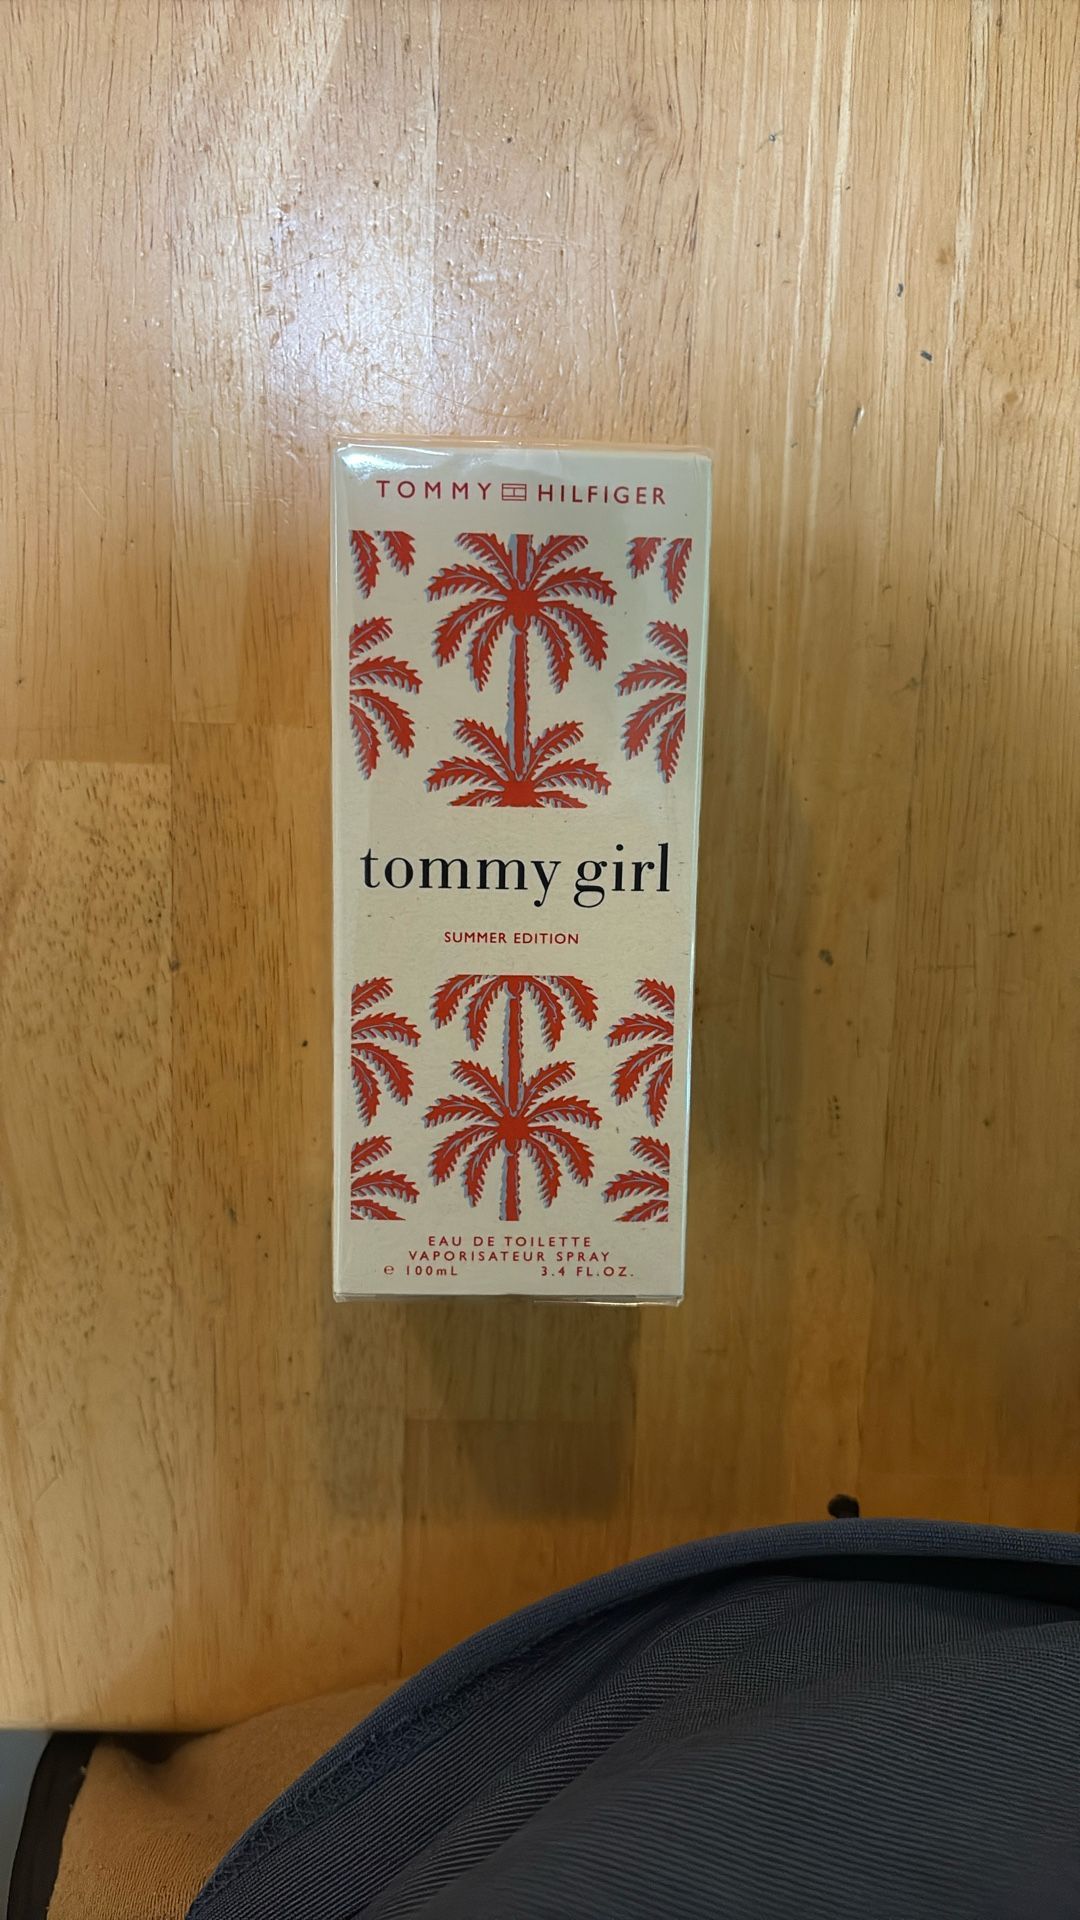 TOMMY HILFIGER
tommy girl
SUMMER EDITION
EAU DE TOILETTE
VAPORISATEUR SPRAY
℮ 100mL 3.4 FL.OZ.